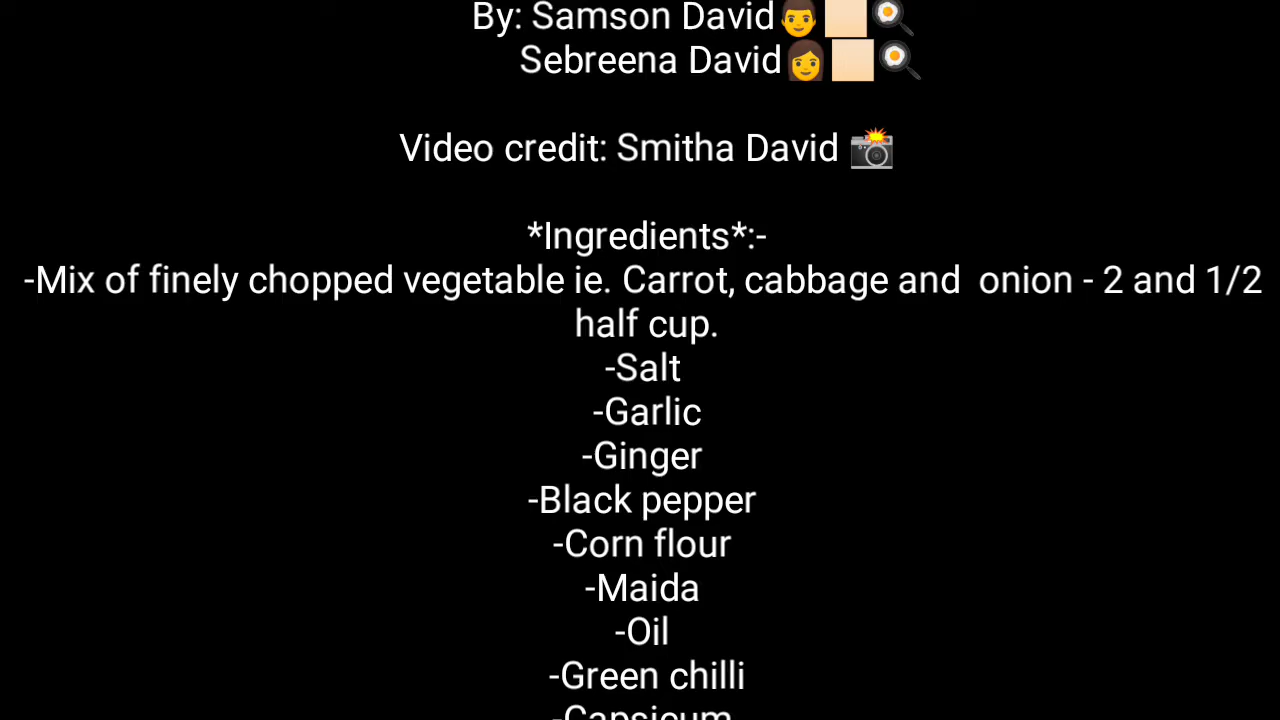 By: Samson David👨🏻🍳
Sebreena David👩🏻🍳
Video credit: Smitha David 📸
*Ingredients*:-
-Mix of finely chopped vegetable ie. Carrot, cabbage and  onion - 2 and 1/2
half cup.
-Salt
-Garlic
-Ginger
-Black pepper
-Corn flour
-Maida
-Oil
-Green chilli
-Capsicum